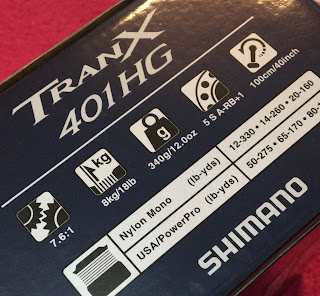 TRANX
401HG
7.6:1
kg
8kg/18lb
g
340g/12.0oz
5 S A-RB+1
100cm/40inch
Nylon Mono (lb-yds) 12-330 • 14-260 • 20-160
USA/PowerPro (lb-yds) 50-275 • 65-170 • 80-
SHIMANO